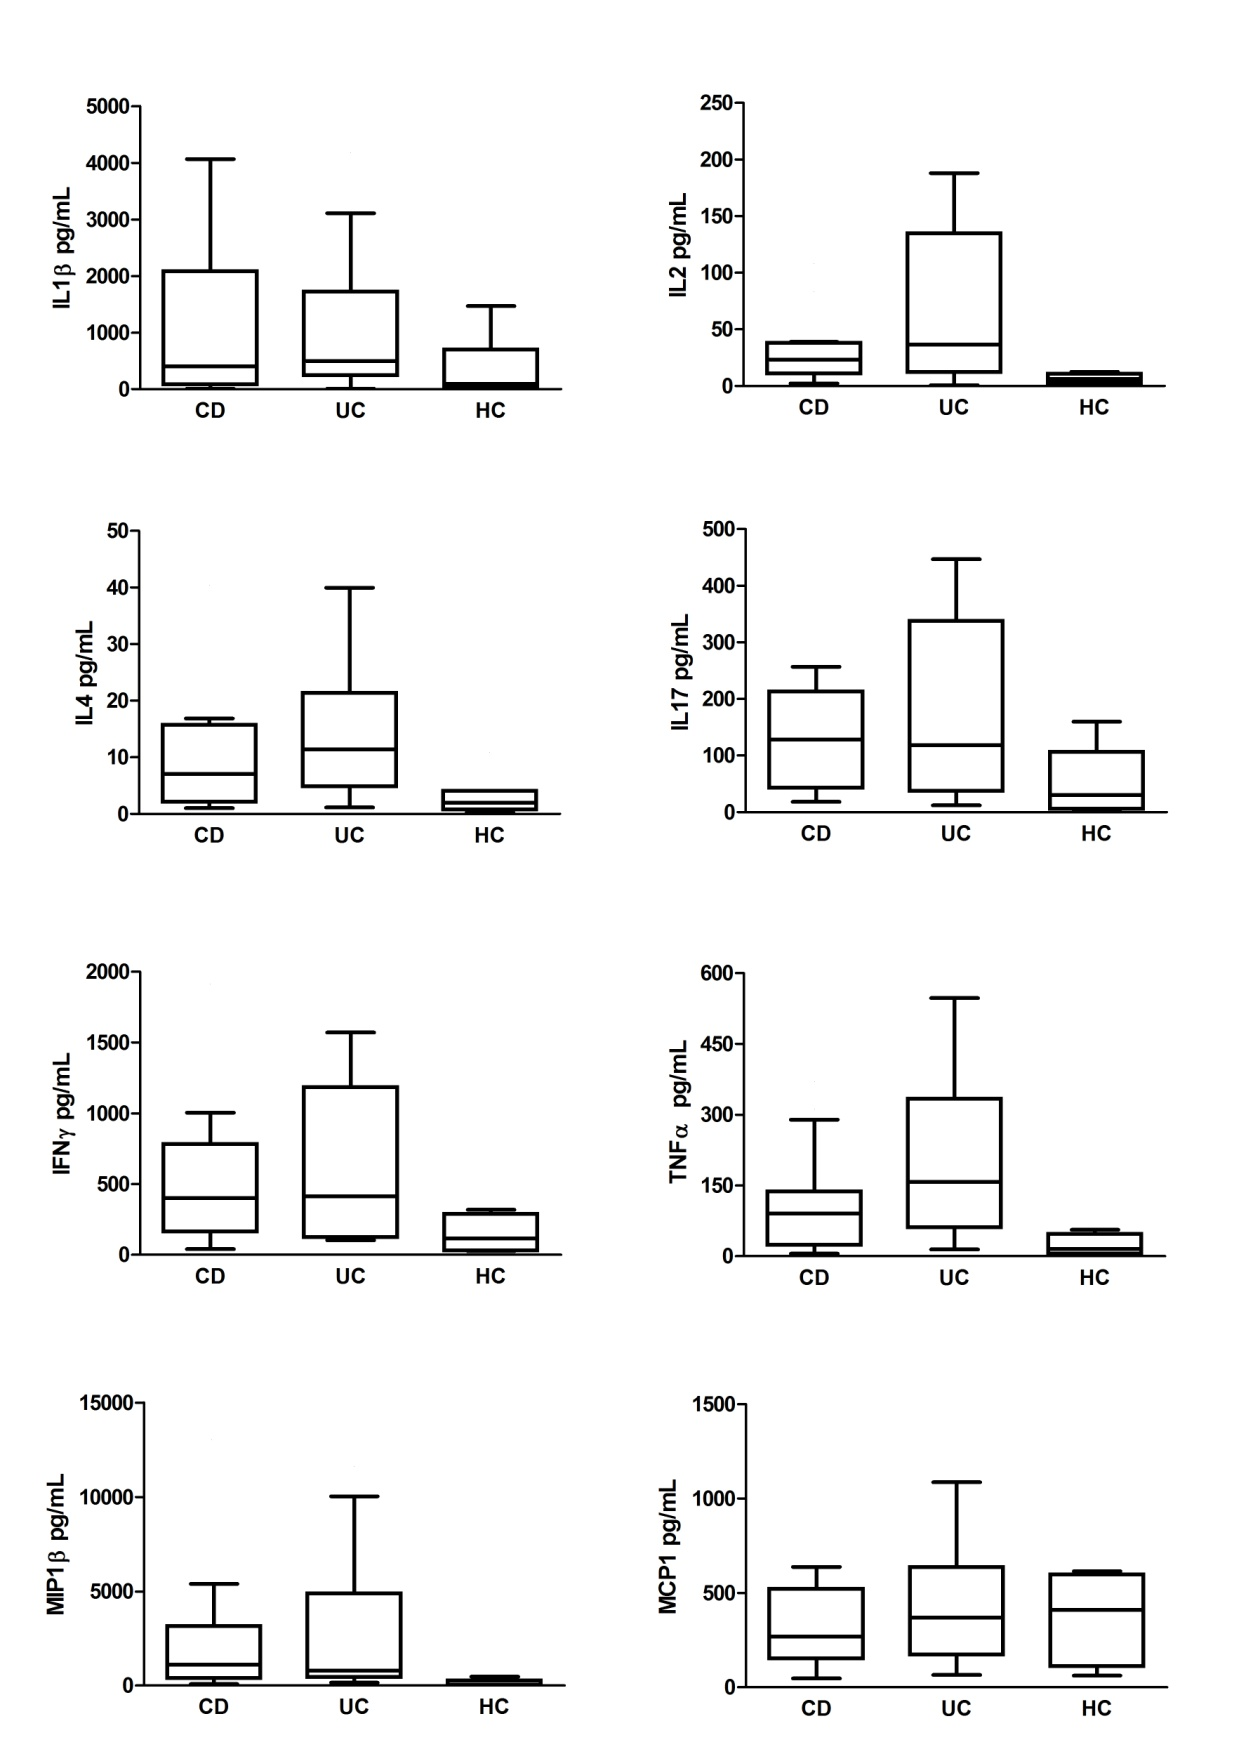 IL1β pg/mL
5000
4000
3000
2000
1000
0
CD UC HC
IL2 pg/mL
250
200
150
100
50
0
CD UC HC
IL4 pg/mL
50
40
30
20
10
0
CD UC HC
IL17 pg/mL
500
400
300
200
100
0
CD UC HC
IFNγ pg/mL
2000
1500
1000
500
0
CD UC HC
TNFα pg/mL
600
450
300
150
0
CD UC HC
MIP1β pg/mL
15000
10000
5000
0
CD UC HC
MCP1 pg/mL
1500
1000
500
0
CD UC HC